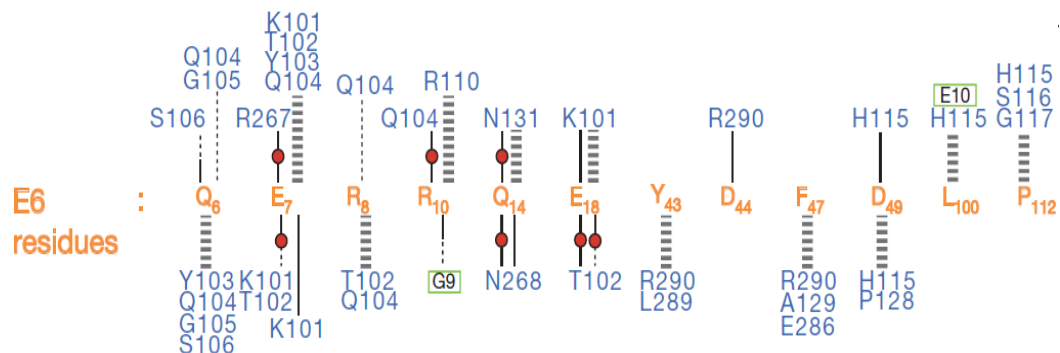 K101
T102
Q104 Y103 H115
G105 Q104 Q104 R110 E10 S116
S106 R267 Q104 N131 K101 R290 H115 H115 G117
E6 : Q6 E7 R8 R10 Q14 E18 Y43 D44 F47 D49 L100 P112
residues
Y103 K101 T102 G9 N268 T102 R290 R290 H115
Q104 T102 Q104 L289 A129 P128
G105 K101 E286
S106